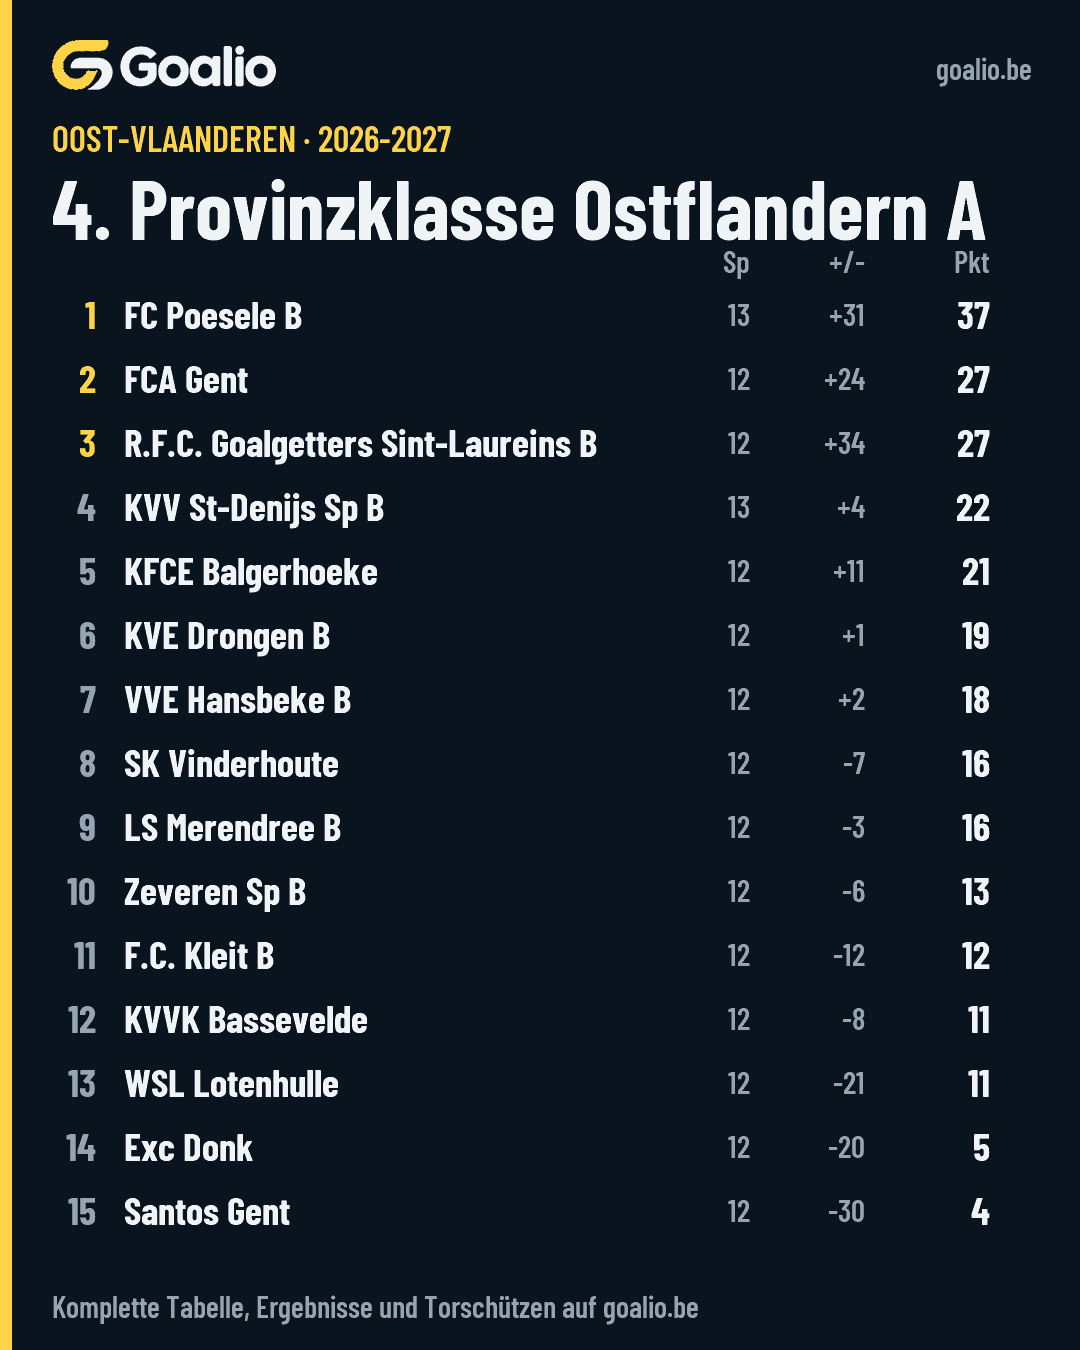 Goalio
goalio.be
OOST-VLAANDEREN · 2026-2027
4. Provinzklasse Ostflandern A
Sp +/- Pkt
1 FC Poesele B 13 +31 37
2 FCA Gent 12 +24 27
3 R.F.C. Goalgetters Sint-Laureins B 12 +34 27
4 KVV St-Denijs Sp B 13 +4 22
5 KFCE Balgerhoeke 12 +11 21
6 KVE Drongen B 12 +1 19
7 VVE Hansbeke B 12 +2 18
8 SK Vinderhoute 12 -7 16
9 LS Merendree B 12 -3 16
10 Zeveren Sp B 12 -6 13
11 F.C. Kleit B 12 -12 12
12 KVVK Bassevelde 12 -8 11
13 WSL Lotenhulle 12 -21 11
14 Exc Donk 12 -20 5
15 Santos Gent 12 -30 4
Komplette Tabelle, Ergebnisse und Torschützen auf goalio.be